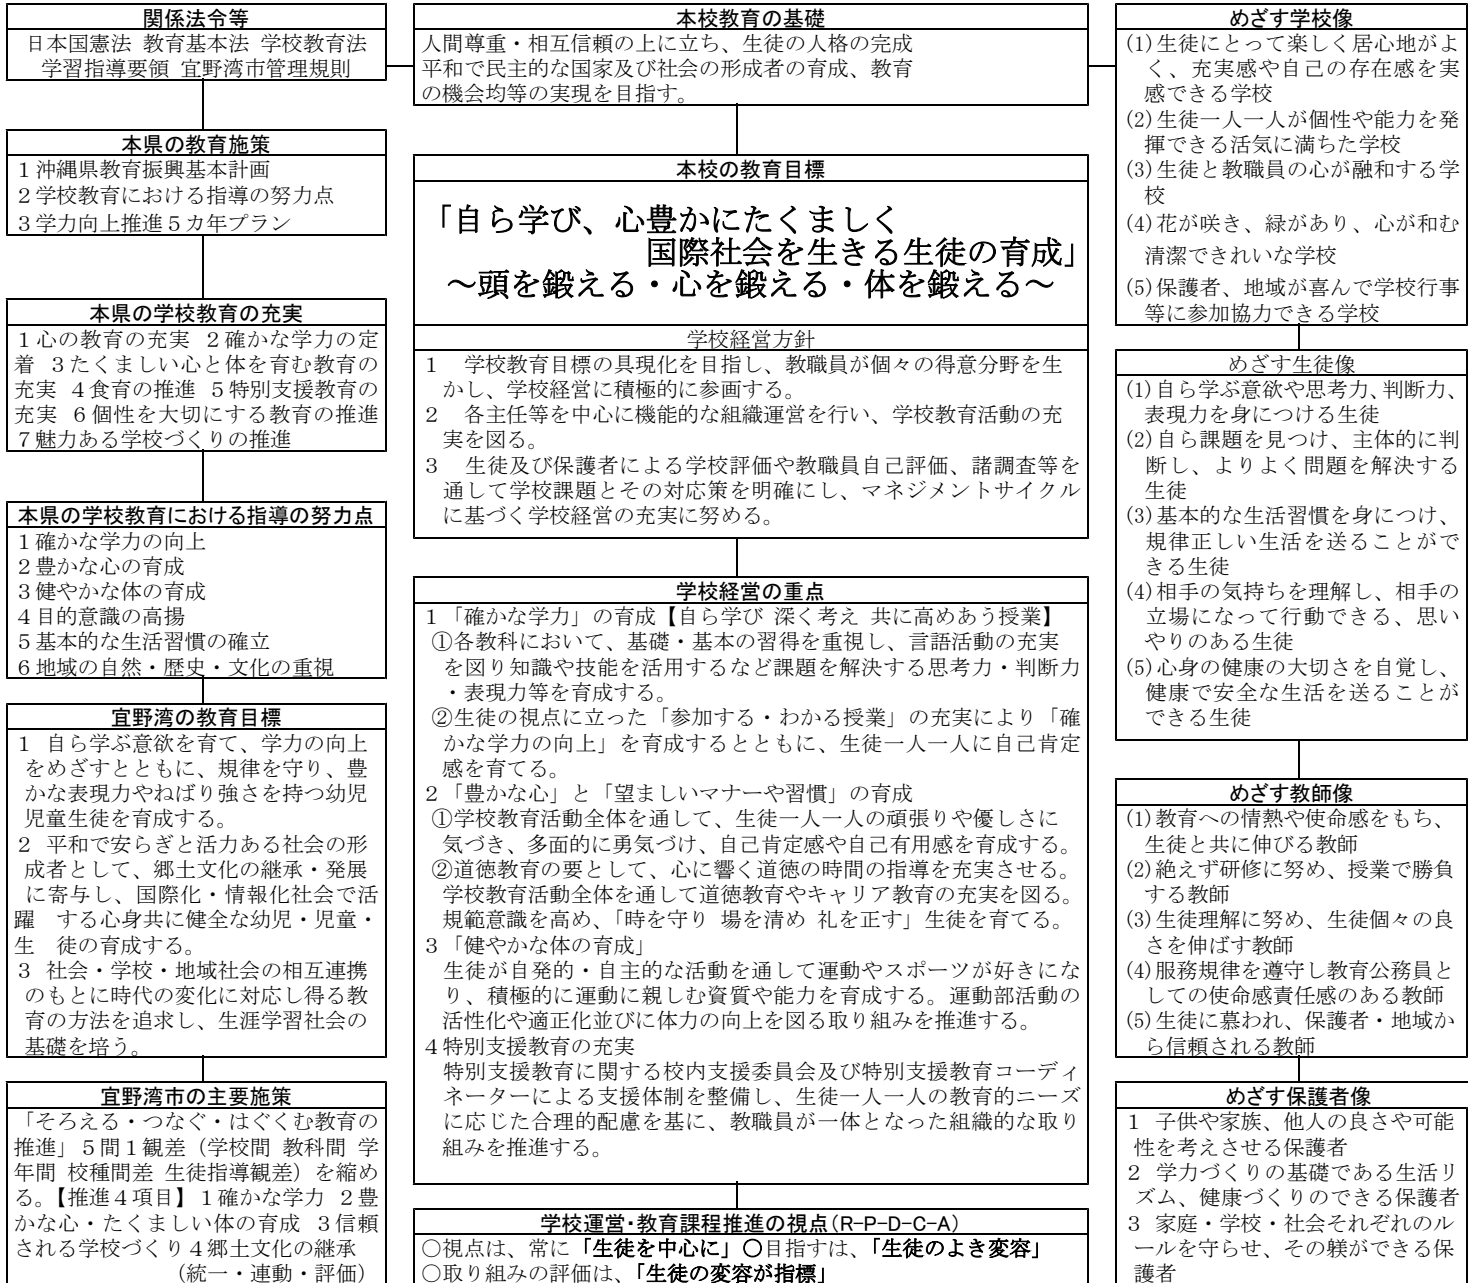 関係法令等
日本国憲法 教育基本法 学校教育法
学習指導要領 宜野湾市管理規則
本県の教育施策
1 沖縄県教育振興基本計画
2 学校教育における指導の努力点
3 学力向上推進5カ年プラン
本県の学校教育の充実
1 心の教育の充実 2 確かな学力の定
着 3 たくましい心と体を育む教育の
充実 4 食育の推進 5 特別支援教育の
充実 6 個性を大切にする教育の推進
7 魅力ある学校づくりの推進
本県の学校教育における指導の努力点
1 確かな学力の向上
2 豊かな心の育成
3 健やかな体の育成
4 目的意識の高揚
5 基本的な生活習慣の確立
6 地域の自然・歴史・文化の重視
宜野湾の教育目標
1 自ら学ぶ意欲を育て、学力の向上
をめざすとともに、規律を守り、豊
かな表現力やねばり強さを持つ幼児
児童生徒を育成する。
2 平和で安らぎと活力ある社会の形
成者として、郷土文化の継承・発展
に寄与し、国際化・情報化社会で活
躍 する心身共に健全な幼児・児童・
生 徒の育成する。
3 社会・学校・地域社会の相互連携
のもとに時代の変化に対応し得る教
育の方法を追求し、生涯学習社会の
基礎を培う。
宜野湾市の主要施策
「そろえる・つなぐ・はぐくむ教育の
推進」5間1観差（学校間 教科間 学
年間 校種間差 生徒指導観差）を縮め
る。【推進4項目】1確かな学力 2豊
かな心・たくましい体の育成 3信頼
される学校づくり4郷土文化の継承
（統一・連動・評価）
本校教育の基礎
人間尊重・相互信頼の上に立ち、生徒の人格の完成
平和で民主的な国家及び社会の形成者の育成、教育
の機会均等の実現を目指す。
本校の教育目標
「自ら学び、心豊かにたくましく
国際社会を生きる生徒の育成」
～頭を鍛える・心を鍛える・体を鍛える～
学校経営方針
1 学校教育目標の具現化を目指し、教職員が個々の得意分野を生
かし、学校経営に積極的に参画する。
2 各主任等を中心に機能的な組織運営を行い、学校教育活動の充
実を図る。
3 生徒及び保護者による学校評価や教職員自己評価、諸調査等を
通して学校課題とその対応策を明確にし、マネジメントサイクル
に基づく学校経営の充実に努める。
学校経営の重点
1「確かな学力」の育成【自ら学び 深く考え 共に高めあう授業】
①各教科において、基礎・基本の習得を重視し、言語活動の充実
を図り知識や技能を活用するなど課題を解決する思考力・判断力
・表現力等を育成する。
②生徒の視点に立った「参加する・わかる授業」の充実により「確
かな学力の向上」を育成するとともに、生徒一人一人に自己肯定
感を育てる。
2「豊かな心」と「望ましいマナーや習慣」の育成
①学校教育活動全体を通して、生徒一人一人の頑張りや優しさに
気づき、多面的に勇気づけ、自己肯定感や自己有用感を育成する。
②道徳教育の要として、心に響く道徳の時間の指導を充実させる。
学校教育活動全体を通して道徳教育やキャリア教育の充実を図る。
規範意識を高め、「時を守り 場を清め 礼を正す」生徒を育てる。
3「健やかな体の育成」
生徒が自発的・自主的な活動を通して運動やスポーツが好きにな
り、積極的に運動に親しむ資質や能力を育成する。運動部活動の
活性化や適正化並びに体力の向上を図る取り組みを推進する。
4 特別支援教育の充実
特別支援教育に関する校内支援委員会及び特別支援教育コーディ
ネーターによる支援体制を整備し、生徒一人一人の教育的ニーズ
に応じた合理的配慮を基に、教職員が一体となった組織的な取り
組みを推進する。
学校運営・教育課程推進の視点(R-P-D-C-A)
○視点は、常に「生徒を中心に」○目指すは、「生徒のよき変容」
○取り組みの評価は、「生徒の変容が指標」
めざす学校像
(1)生徒にとって楽しく居心地がよ
く、充実感や自己の存在感を実
感できる学校
(2)生徒一人一人が個性や能力を発
揮できる活気に満ちた学校
(3)生徒と教職員の心が融和する学
校
(4)花が咲き、緑があり、心が和む
清潔できれいな学校
(5)保護者、地域が喜んで学校行事
等に参加協力できる学校
めざす生徒像
(1)自ら学ぶ意欲や思考力、判断力、
表現力を身につける生徒
(2)自ら課題を見つけ、主体的に判
断し、よりよく問題を解決する
生徒
(3)基本的な生活習慣を身につけ、
規律正しい生活を送ることがで
きる生徒
(4)相手の気持ちを理解し、相手の
立場になって行動できる、思い
やりのある生徒
(5)心身の健康の大切さを自覚し、
健康で安全な生活を送ることが
できる生徒
めざす教師像
(1)教育への情熱や使命感をもち、
生徒と共に伸びる教師
(2)絶えず研修に努め、授業で勝負
する教師
(3)生徒理解に努め、生徒個々の良
さを伸ばす教師
(4)服務規律を遵守し教育公務員と
しての使命感責任感のある教師
(5)生徒に慕われ、保護者・地域か
ら信頼される教師
めざす保護者像
1 子供や家族、他人の良さや可能
性を考えさせる保護者
2 学力づくりの基礎である生活リ
ズム、健康づくりのできる保護者
3 家庭・学校・社会それぞれのル
ールを守らせ、その躾ができる保
護者